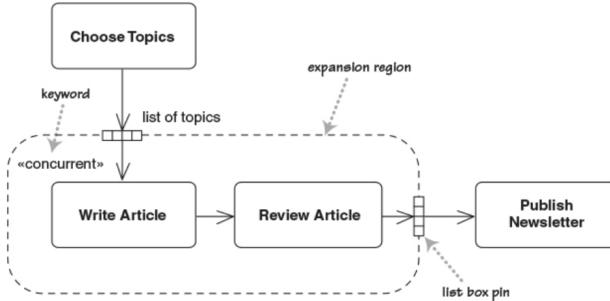 Choose Topics
expansion region
keyword
list of topics
«concurrent»
Write Article
Review Article
Publish
Newsletter
list box pin